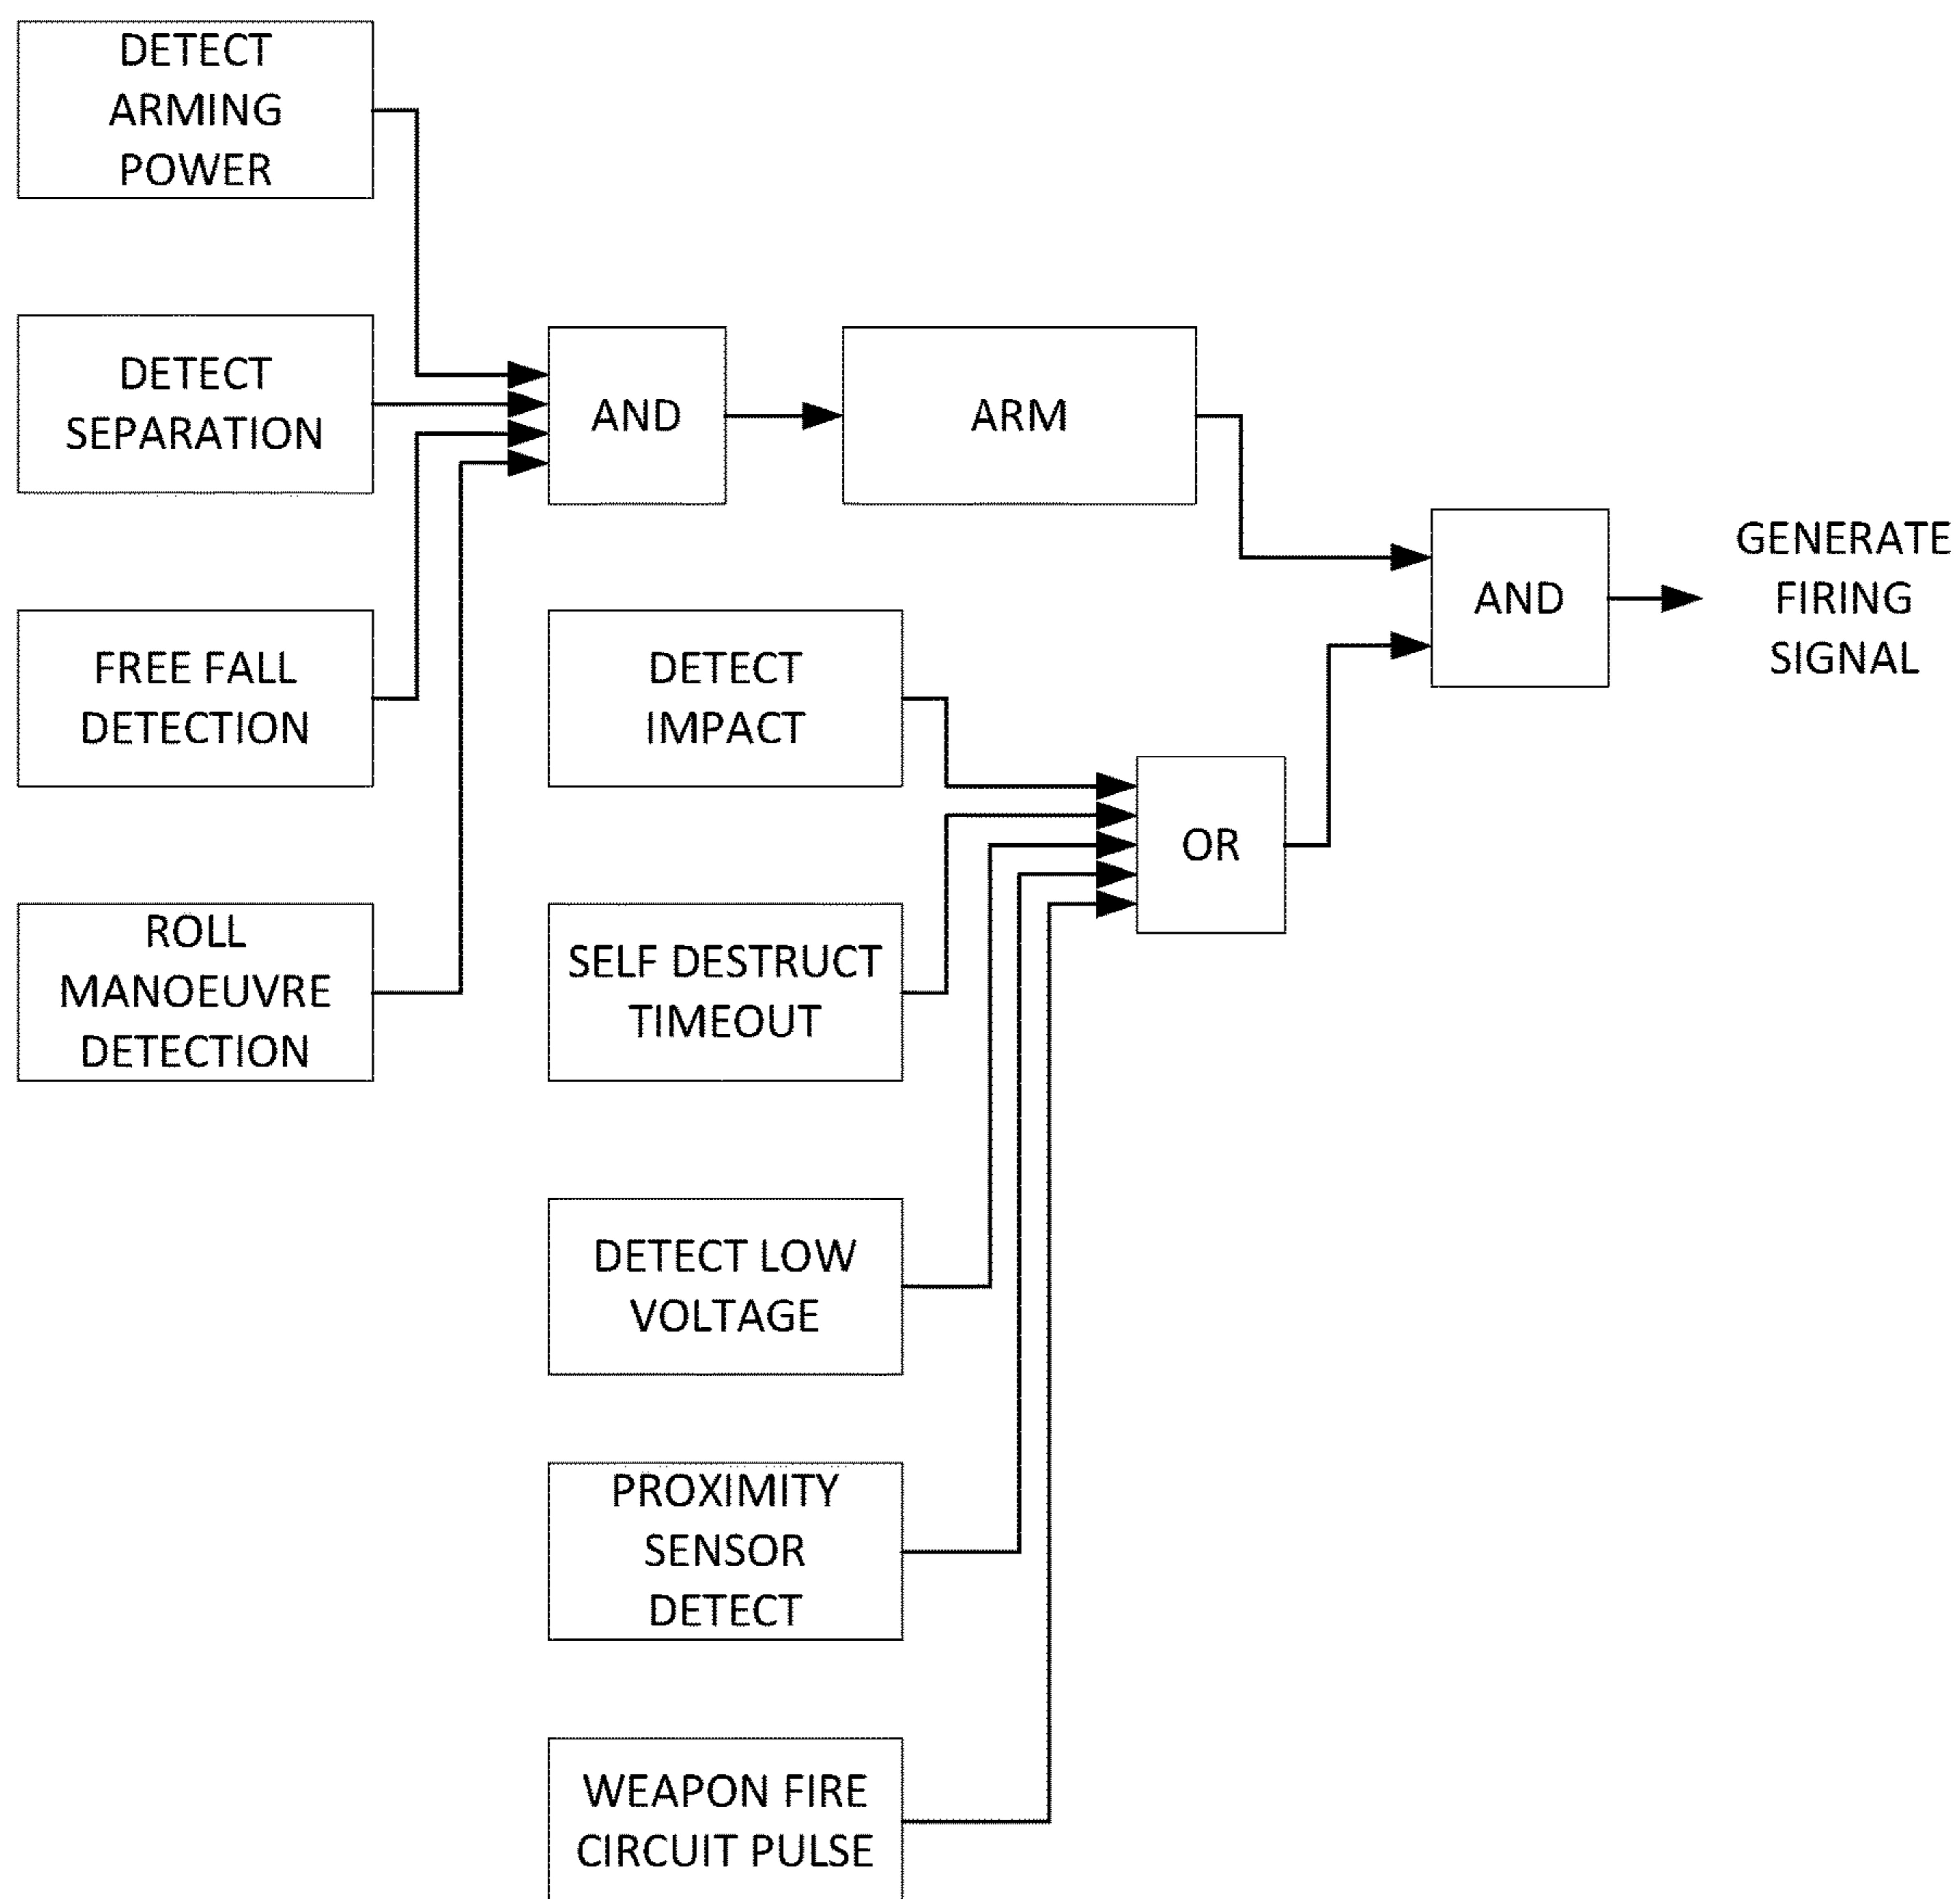 DETECT
ARMING
POWER
DETECT
SEPARATION
AND
ARM
GENERATE
FIRING
SIGNAL
AND
FREE FALL
DETECTION
DETECT
IMPACT
OR
ROLL
MANOEUVRE
DETECTION
SELF DESTRUCT
TIMEOUT
DETECT LOW
VOLTAGE
PROXIMITY
SENSOR
DETECT
WEAPON FIRE
CIRCUIT PULSE